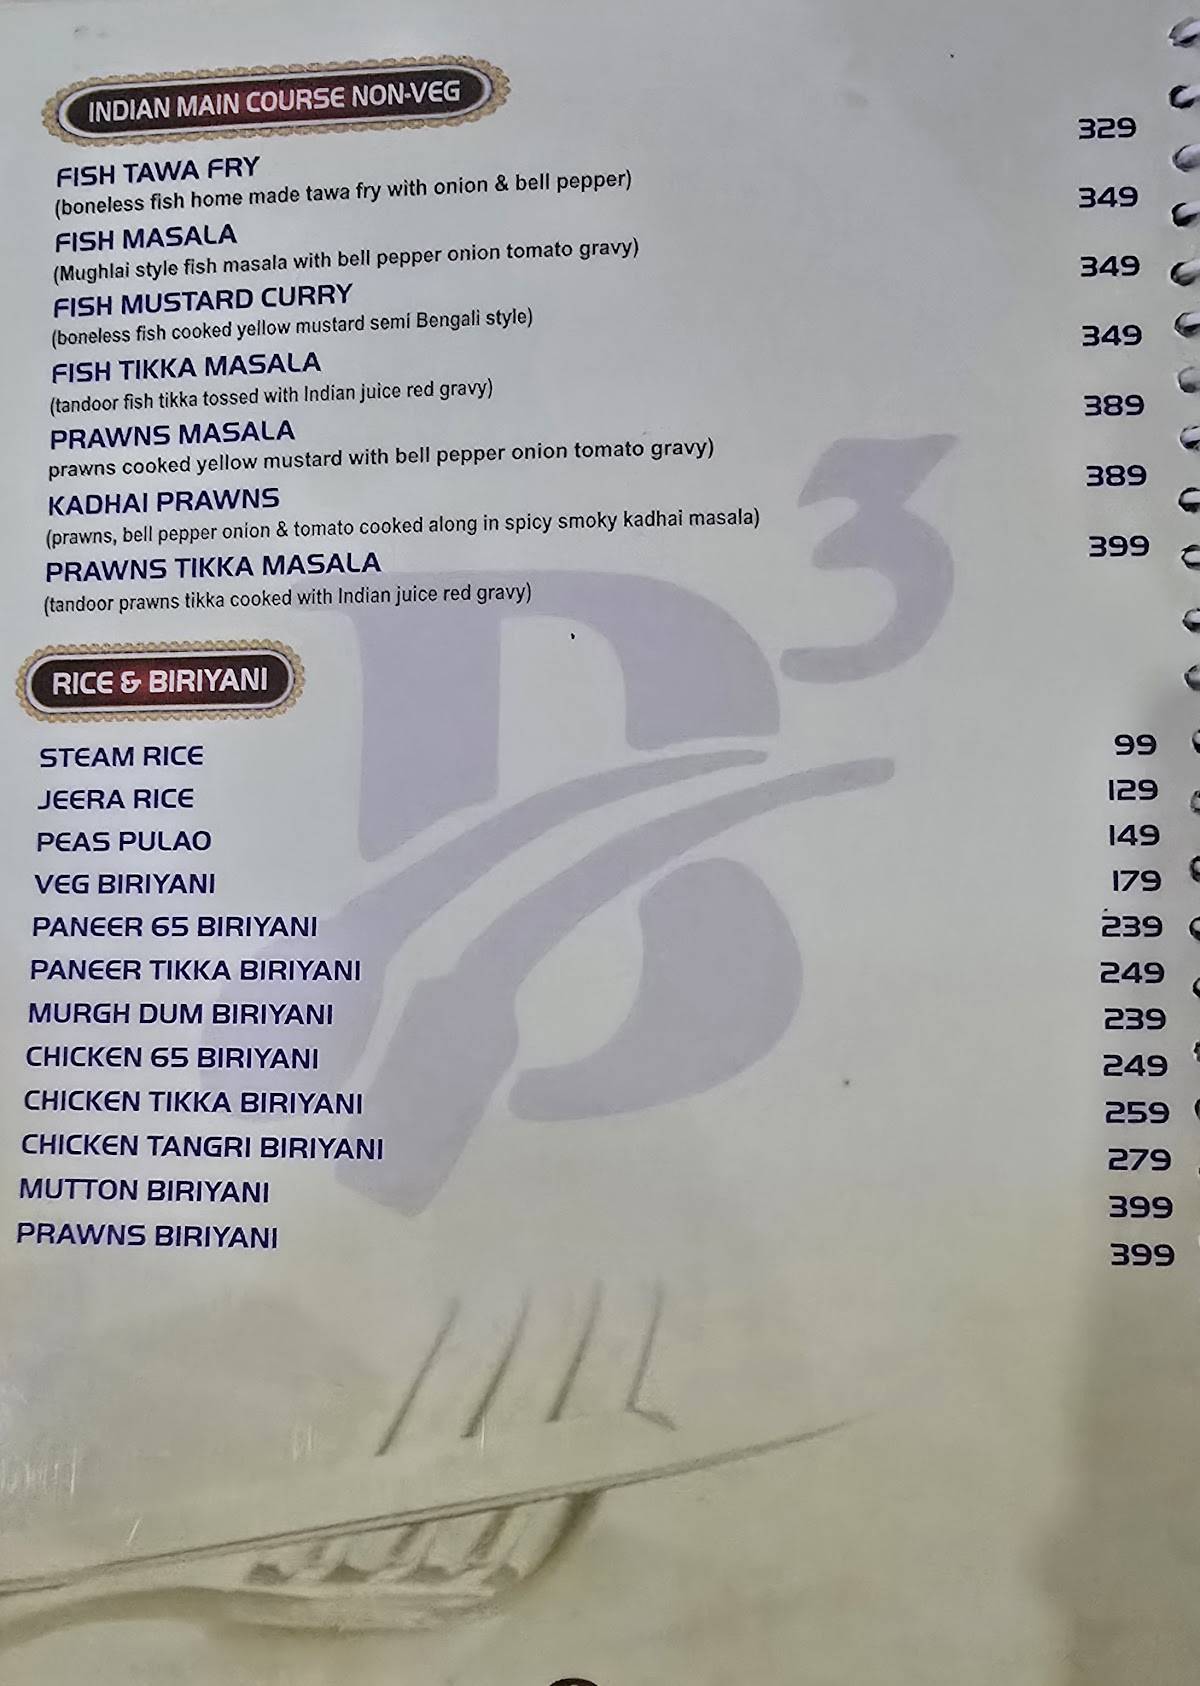 INDIAN MAIN COURSE NON-VEG
FISH TAWA FRY 329
(boneless fish home made tawa fry with onion & bell pepper)
FISH MASALA 349
(Mughlai style fish masala with bell pepper onion tomato gravy)
FISH MUSTARD CURRY 349
(boneless fish cooked yellow mustard semi Bengali style)
FISH TIKKA MASALA 349
(tandoor fish tikka tossed with Indian juice red gravy)
PRAWNS MASALA 389
prawns cooked yellow mustard with bell pepper onion tomato gravy)
KADHAI PRAWNS 389
(prawns, bell pepper onion & tomato cooked along in spicy smoky kadhai masala)
PRAWNS TIKKA MASALA 399
(tandoor prawns tikka cooked with Indian juice red gravy)
RICE & BIRIYANI
STEAM RICE 99
JEERA RICE 129
PEAS PULAO 149
VEG BIRIYANI 179
PANEER 65 BIRIYANI 239
PANEER TIKKA BIRIYANI 249
MURGH DUM BIRIYANI 239
CHICKEN 65 BIRIYANI 249
CHICKEN TIKKA BIRIYANI 259
CHICKEN TANGRI BIRIYANI 279
MUTTON BIRIYANI 399
PRAWNS BIRIYANI 399